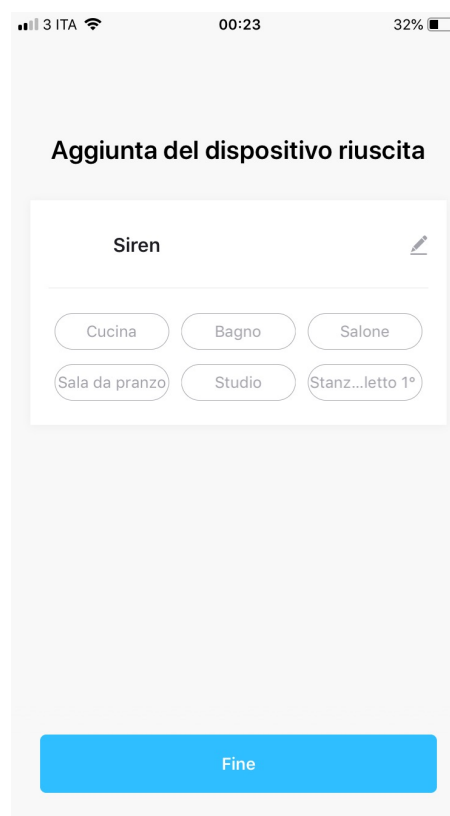 3 ITA 00:23 32%
Aggiunta del dispositivo riuscita
Siren
Cucina Bagno Salone
Sala da pranzo Studio Stanz...letto 1°
Fine